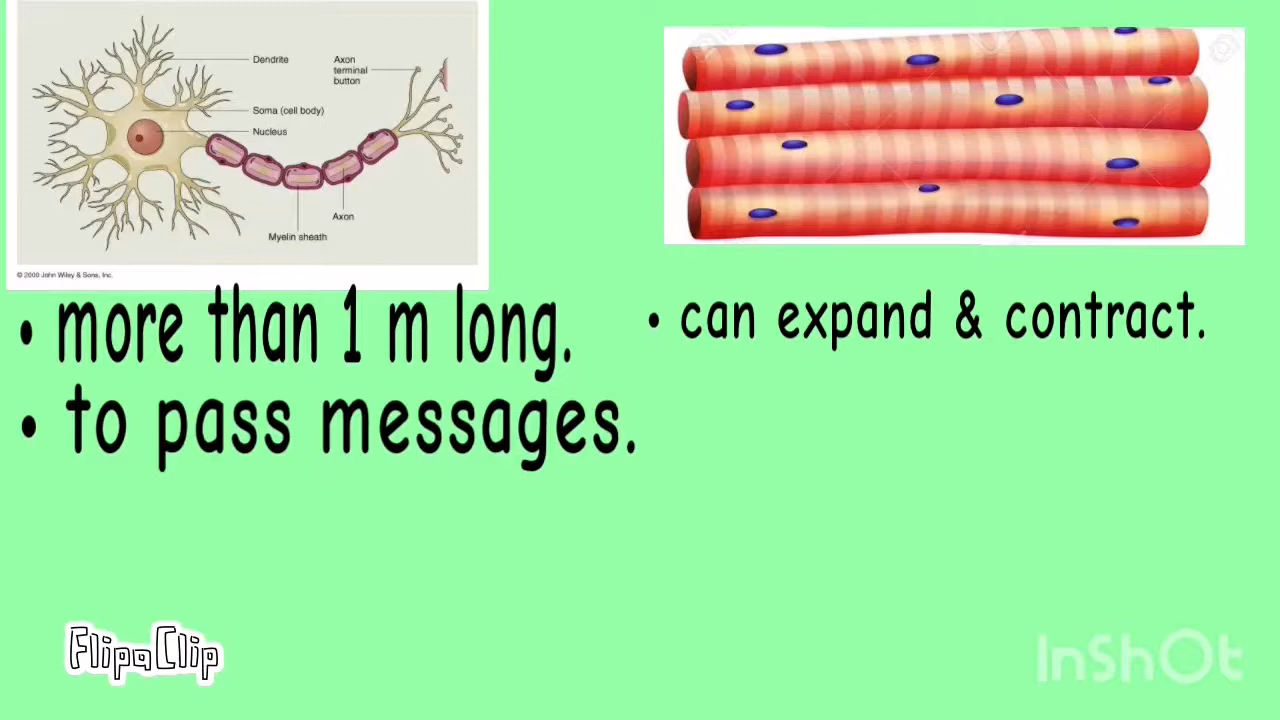 Dendrite
Axon
terminal
button
Soma (cell body)
Nucleus
Axon
Myelin sheath
© 2000 John Wiley & Sons, Inc.
• more than 1 m long.
• to pass messages.
• can expand & contract.
FlipaClip
InShOt